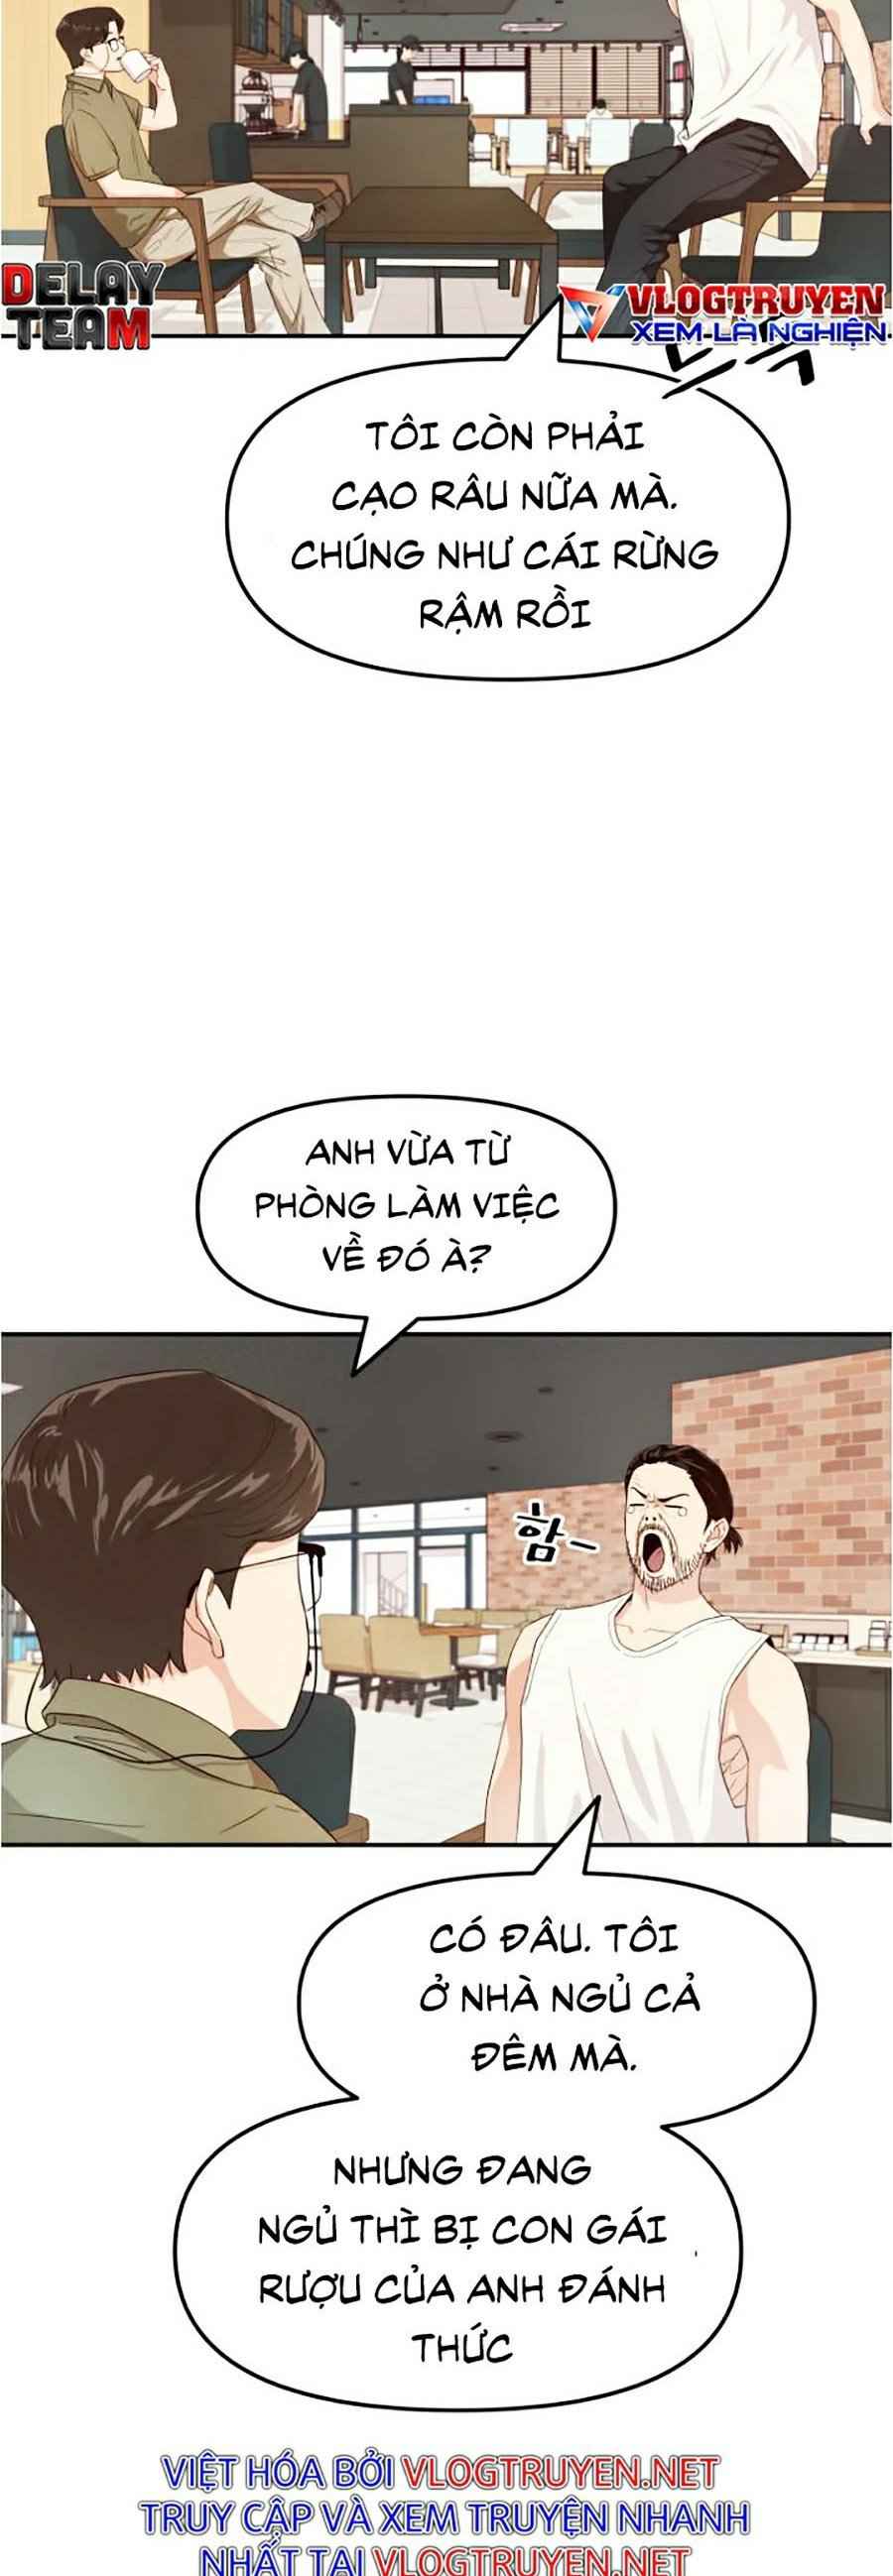 DELAY
TEAM
VLOGTRUYEN
XEM LÀ NGHIỆN
TÔI CÒN PHẢI
CẠO RÂU NỮA MÀ.
CHÚNG NHƯ CÁI RỪNG
RẬM RỒI
ANH VỪA TỪ
PHÒNG LÀM VIỆC
VỀ ĐÓ À?
함~
CÓ ĐÂU. TÔI
Ở NHÀ NGỦ CẢ
ĐÊM MÀ.
NHƯNG ĐANG
NGỦ THÌ BỊ CON GÁI
RƯỢU CỦA ANH ĐÁNH
THỨC
VIỆT HÓA BỞI VLOGTRUYEN.NET
TRUY CẬP VÀ XEM TRUYỆN NHANH
NHẤT TẠI VLOGTRUYEN.NET